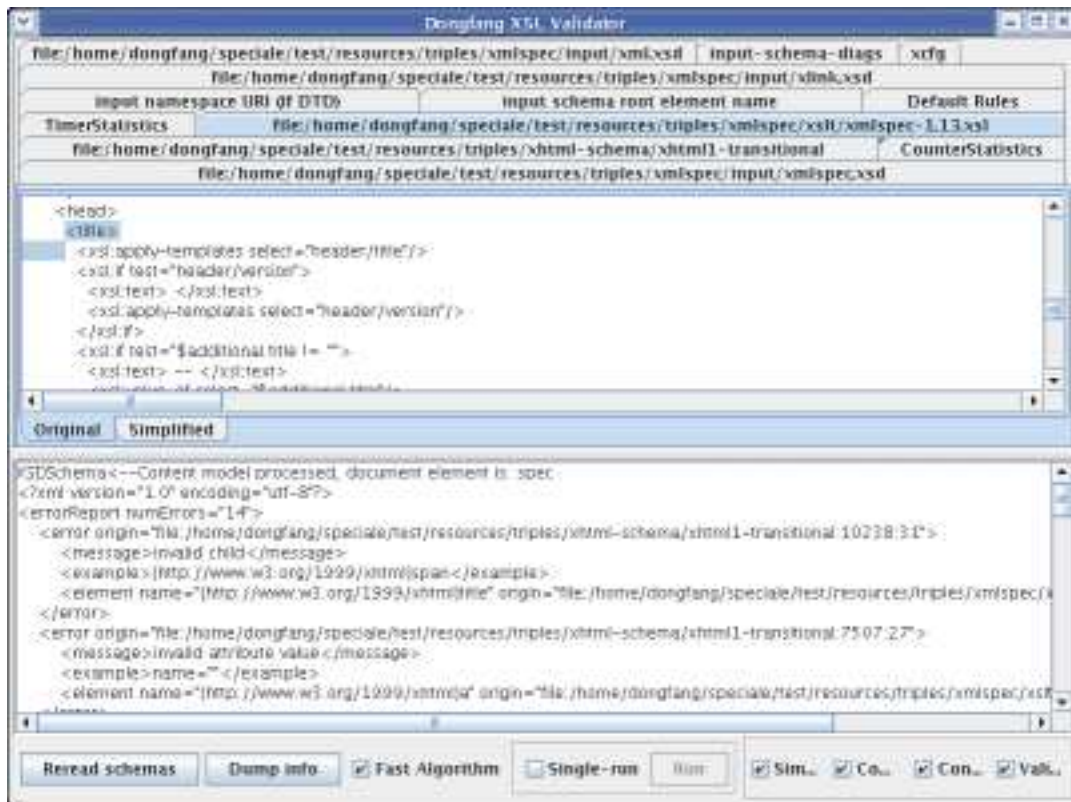 Dongfang XSL Validator
file:/home/dongfang/speciale/test/resources/triples/xmlspec/input/xml.xsd input-schema-diags xcfg
file:/home/dongfang/speciale/test/resources/triples/xmlspec/input/xlink.xsd
input namespace URI (if DTD) input schema root element name Default Rules
TimerStatistics file:/home/dongfang/speciale/test/resources/triples/xmlspec/xslt/xmlspec-1.13.xsl
file:/home/dongfang/speciale/test/resources/triples/xhtml-schema/xhtml1-transitional CounterStatistics
file:/home/dongfang/speciale/test/resources/triples/xmlspec/input/xmlspec.xsd
<head>
<title>
<xsl:apply-templates select="header/title"/>
<xsl:if test="header/version">
<xsl:text> </xsl:text>
<xsl:apply-templates select="header/version"/>
</xsl:if>
<xsl:if test="$additional.title != ''">
<xsl:text> -- </xsl:text>
Original Simplified
XSDSchema<--Content model processed, document element is: spec
<?xml version="1.0" encoding="utf-8"?>
<errorReport numErrors="14">
<error origin="file:/home/dongfang/speciale/test/resources/triples/xhtml-schema/xhtml1-transitional:10238:31">
<message>invalid child</message>
<example>{http://www.w3.org/1999/xhtml}span</example>
<element name="{http://www.w3.org/1999/xhtml}title" origin="file:/home/dongfang/speciale/test/resources/triples/xmlspec/x
</error>
<error origin="file:/home/dongfang/speciale/test/resources/triples/xhtml-schema/xhtml1-transitional:7507:27">
<message>invalid attribute value</message>
<example>name=""</example>
<element name="{http://www.w3.org/1999/xhtml}a" origin="file:/home/dongfang/speciale/test/resources/triples/xmlspec/xslt
Reread schemas Dump info Fast Algorithm Single-run Run Sim... Co... Con... Vali...